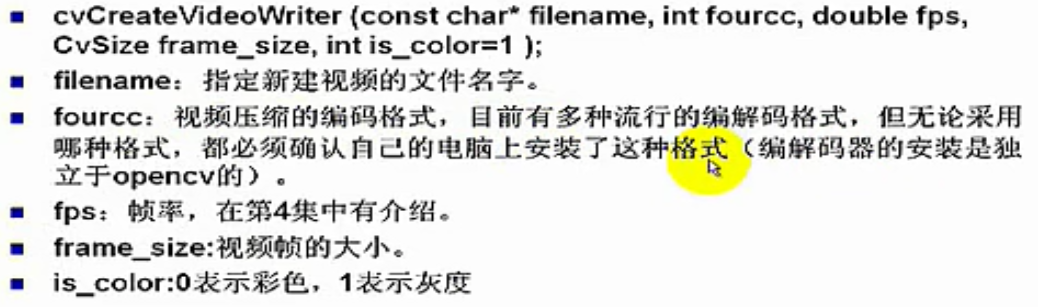 cvCreateVideoWriter (const char* filename, int fourcc, double fps,
CvSize frame_size, int is_color=1 );
filename：指定新建视频的文件名字。
fourcc：视频压缩的编码格式，目前有多种流行的编解码格式，但无论采用
哪种格式，都必须确认自己的电脑上安装了这种格式（编解码器的安装是独
立于opencv的）。
fps：帧率，在第4集中有介绍。
frame_size:视频帧的大小。
is_color:0表示彩色，1表示灰度